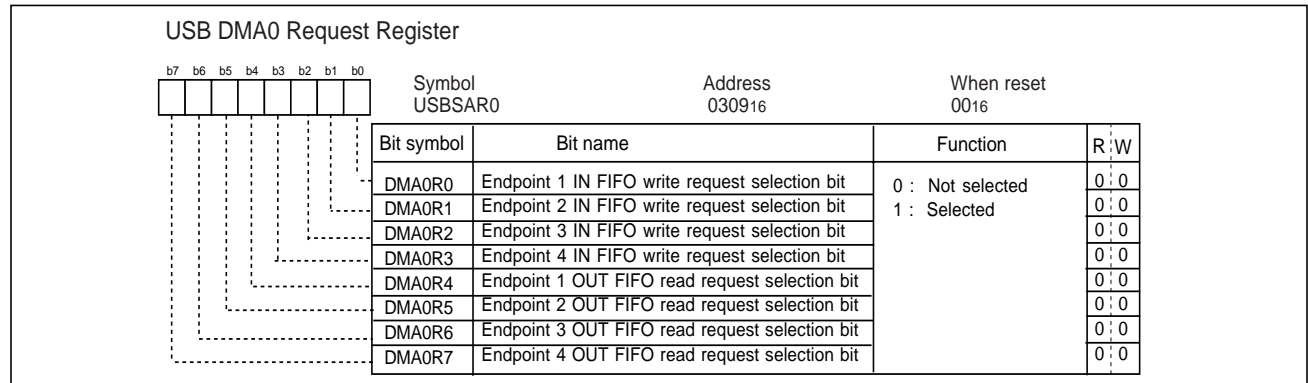 USB DMA0 Request Register
b7 b6 b5 b4 b3 b2 b1 b0
Symbol Address When reset
USBSAR0 030916 0016
Bit symbol Bit name Function R W
DMA0R0 Endpoint 1 IN FIFO write request selection bit 0 : Not selected 0 0
DMA0R1 Endpoint 2 IN FIFO write request selection bit 1 : Selected 0 0
DMA0R2 Endpoint 3 IN FIFO write request selection bit 0 0
DMA0R3 Endpoint 4 IN FIFO write request selection bit 0 0
DMA0R4 Endpoint 1 OUT FIFO read request selection bit 0 0
DMA0R5 Endpoint 2 OUT FIFO read request selection bit 0 0
DMA0R6 Endpoint 3 OUT FIFO read request selection bit 0 0
DMA0R7 Endpoint 4 OUT FIFO read request selection bit 0 0